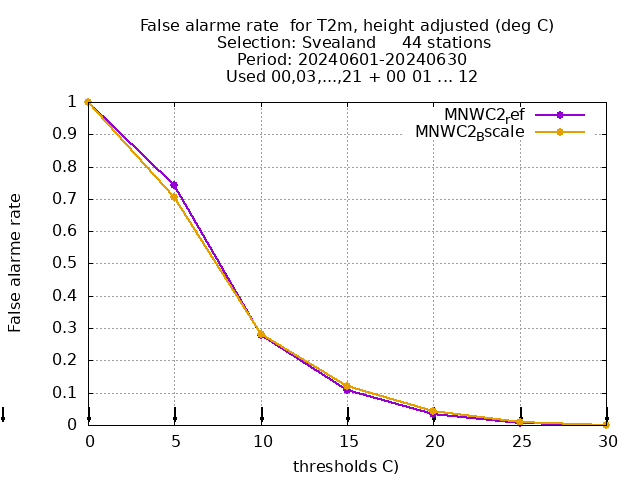 False alarme rate  for T2m, height adjusted (deg C)
Selection: Svealand     44 stations
Period: 20240601-20240630
Used 00,03,...,21 + 00 01 ... 12
MNWC2ref
MNWC2Bscale
False alarme rate
1
0.9
0.8
0.7
0.6
0.5
0.4
0.3
0.2
0.1
0
0 5 10 15 20 25 30
thresholds C)